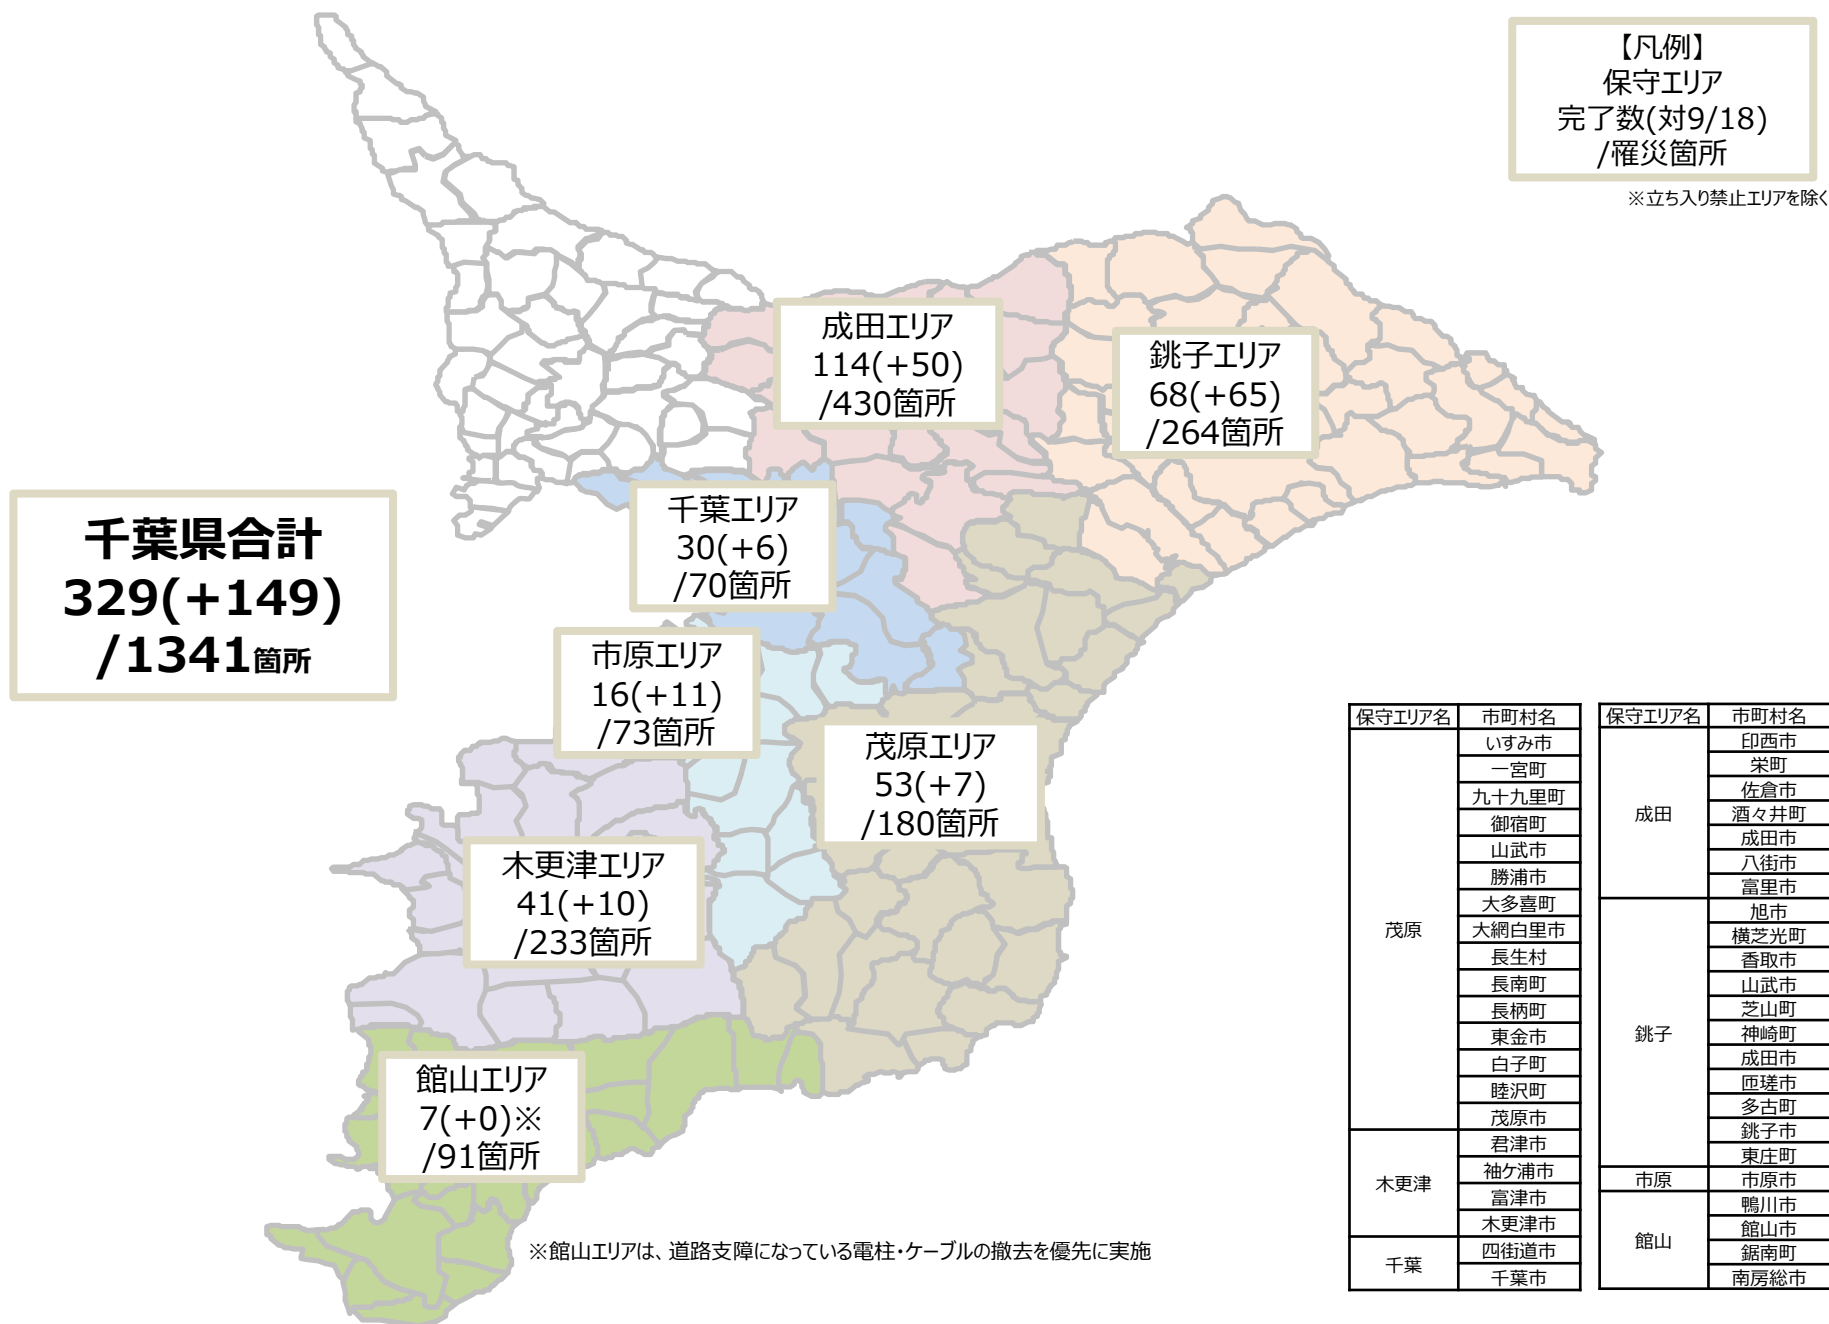 【凡例】
保守エリア
完了数(対9/18)
/罹災箇所
※立ち入り禁止エリアを除く
成田エリア
114(+50)
/430箇所
銚子エリア
68(+65)
/264箇所
千葉エリア
30(+6)
/70箇所
千葉県合計
329(+149)
/1341箇所
市原エリア
16(+11)
/73箇所
茂原エリア
53(+7)
/180箇所
木更津エリア
41(+10)
/233箇所
館山エリア
7(+0)※
/91箇所
※館山エリアは、道路支障になっている電柱・ケーブルの撤去を優先に実施
保守エリア名 市町村名
茂原
いすみ市
一宮町
九十九里町
御宿町
山武市
勝浦市
大多喜町
大網白里市
長生村
長南町
長柄町
東金市
白子町
睦沢町
茂原市
木更津
君津市
袖ケ浦市
富津市
木更津市
千葉
四街道市
千葉市
保守エリア名 市町村名
成田
印西市
栄町
佐倉市
酒々井町
成田市
八街市
富里市
銚子
旭市
横芝光町
香取市
山武市
芝山町
神崎町
成田市
匝瑳市
多古町
銚子市
東庄町
市原 市原市
館山
鴨川市
館山市
鋸南町
南房総市